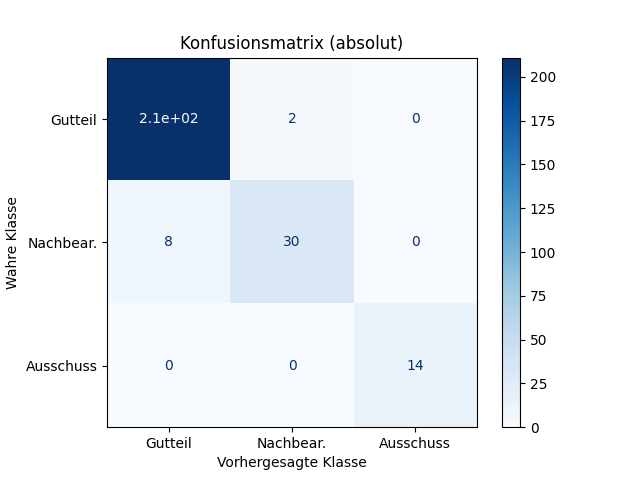 Konfusionsmatrix (absolut)
Gutteil 2.1e+02 2 0
Nachbear. 8 30 0
Ausschuss 0 0 14
Gutteil Nachbear. Ausschuss
Vorhergesagte Klasse
Wahre Klasse
200
175
150
125
100
75
50
25
0